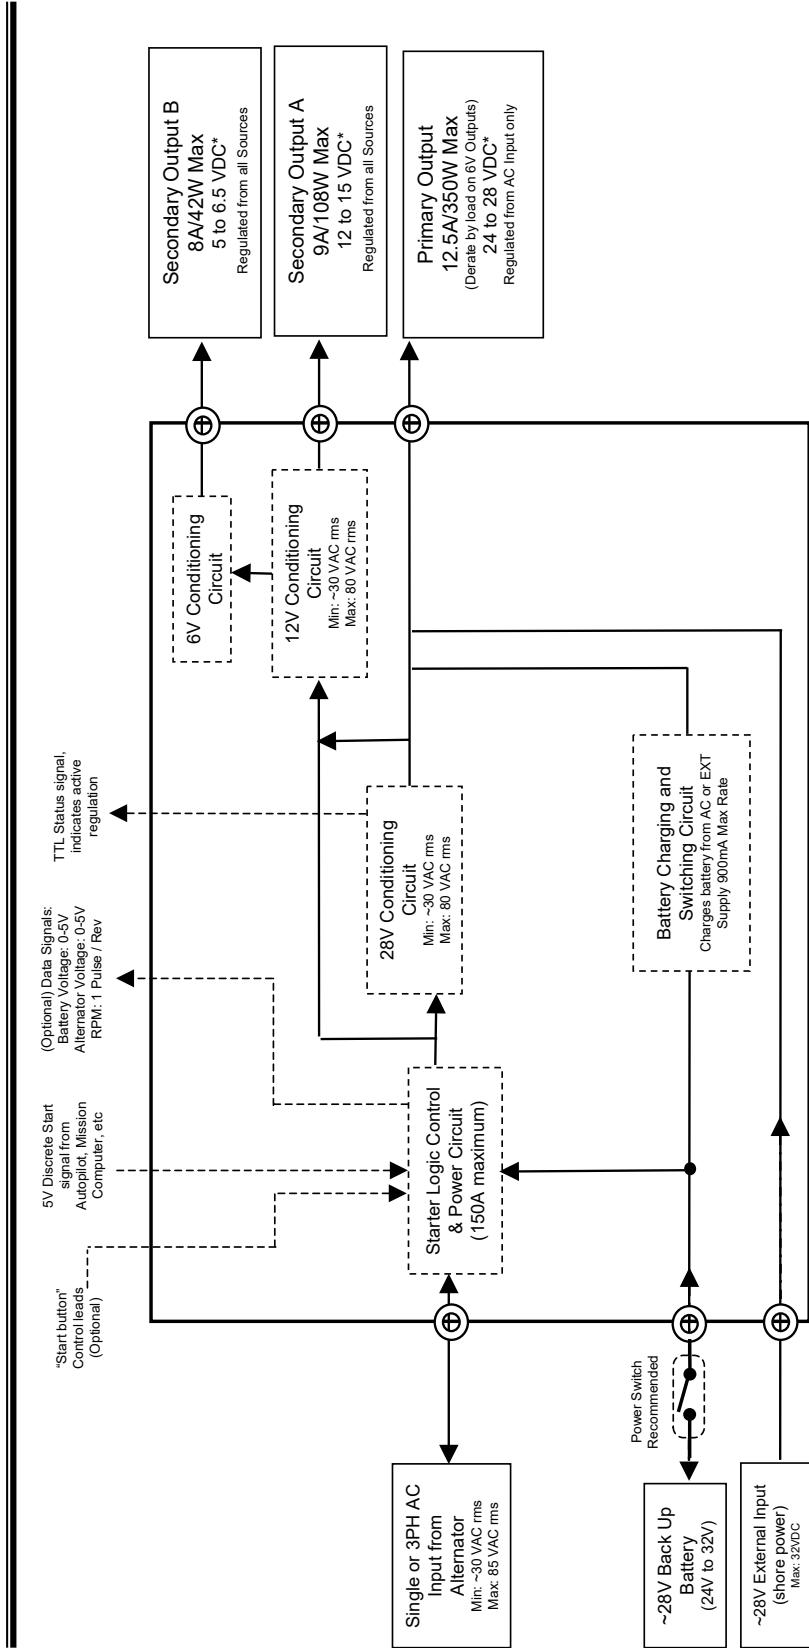 Single or 3PH AC
Input from
Alternator
Min: ~30 VAC rms
Max: 85 VAC rms
~28V Back Up
Battery
(24V to 32V)
~28V External Input
(shore power)
Max: 32VDC
Power Switch
Recommended
"Start button"
Control leads
(Optional)
5V Discrete Start
signal from
Autopilot, Mission
Computer, etc
(Optional) Data Signals:
Battery Voltage: 0-5V
Alternator Voltage: 0-5V
RPM: 1 Pulse / Rev
TTL Status signal,
indicates active
regulation
Starter Logic Control
& Power Circuit
(150A maximum)
28V Conditioning
Circuit
Min: ~30 VAC rms
Max: 80 VAC rms
Battery Charging and
Switching Circuit
Charges battery from AC or EXT
Supply 900mA Max Rate
6V Conditioning
Circuit
12V Conditioning
Circuit
Min: ~30 VAC rms
Max: 80 VAC rms
Secondary Output B
8A/42W Max
5 to 6.5 VDC*
Regulated from all Sources
Secondary Output A
9A/108W Max
12 to 15 VDC*
Regulated from all Sources
Primary Output
12.5A/350W Max
(Derate by load on 6V Outputs)
24 to 28 VDC*
Regulated from AC Input only